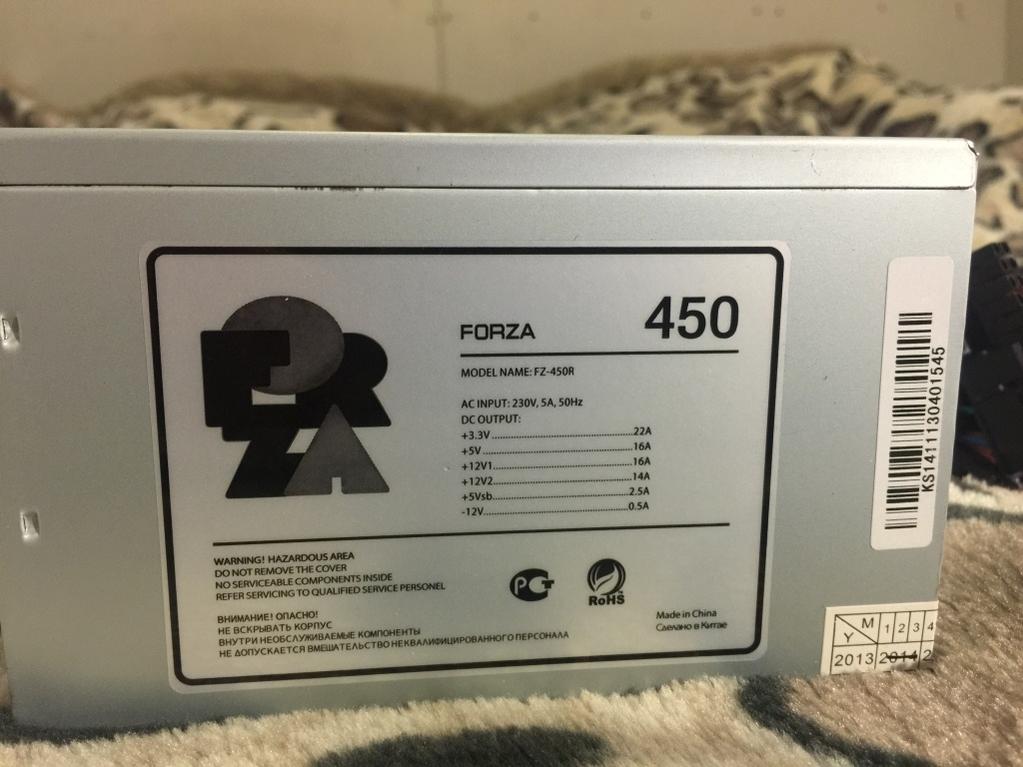 FORZA
FORZA 450
MODEL NAME: FZ-450R
AC INPUT: 230V, 5A, 50Hz
DC OUTPUT:
+3.3V..................22A
+5V..................16A
+12V1..................16A
+12V2..................14A
+5Vsb..................2.5A
-12V..................0.5A
WARNING! HAZARDOUS AREA
DO NOT REMOVE THE COVER
NO SERVICEABLE COMPONENTS INSIDE
REFER SERVICING TO QUALIFIED SERVICE PERSONEL
ВНИМАНИЕ! ОПАСНО!
НЕ ВСКРЫВАТЬ КОРПУС
ВНУТРИ НЕОБСЛУЖИВАЕМЫЕ КОМПОНЕНТЫ
НЕ ДОПУСКАЕТСЯ ВМЕШАТЕЛЬСТВО НЕКВАЛИФИЦИРОВАННОГО ПЕРСОНАЛА
РСТ
RoHS
Made in China
Сделано в Китае
KS1411130401545
M 1 2 3 4
Y
2013 2014 2